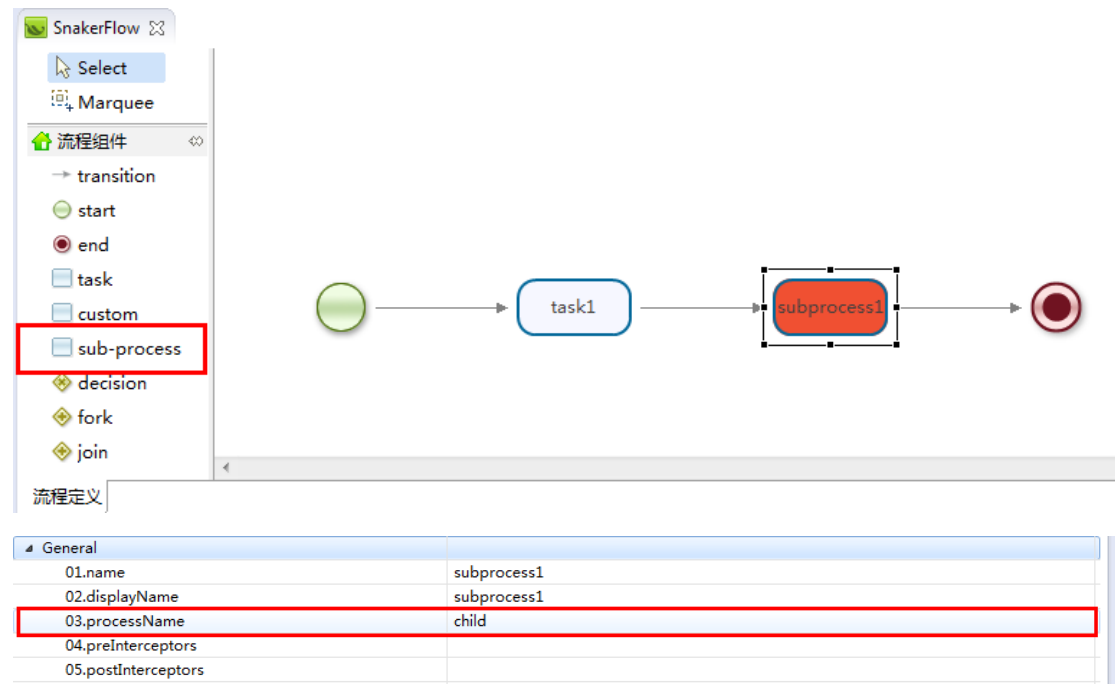 SnakerFlow
Select
Marquee
流程组件
transition
start
end
task
custom
sub-process
decision
fork
join
task1
subprocess1
流程定义
General
01.name subprocess1
02.displayName subprocess1
03.processName child
04.preInterceptors
05.postInterceptors